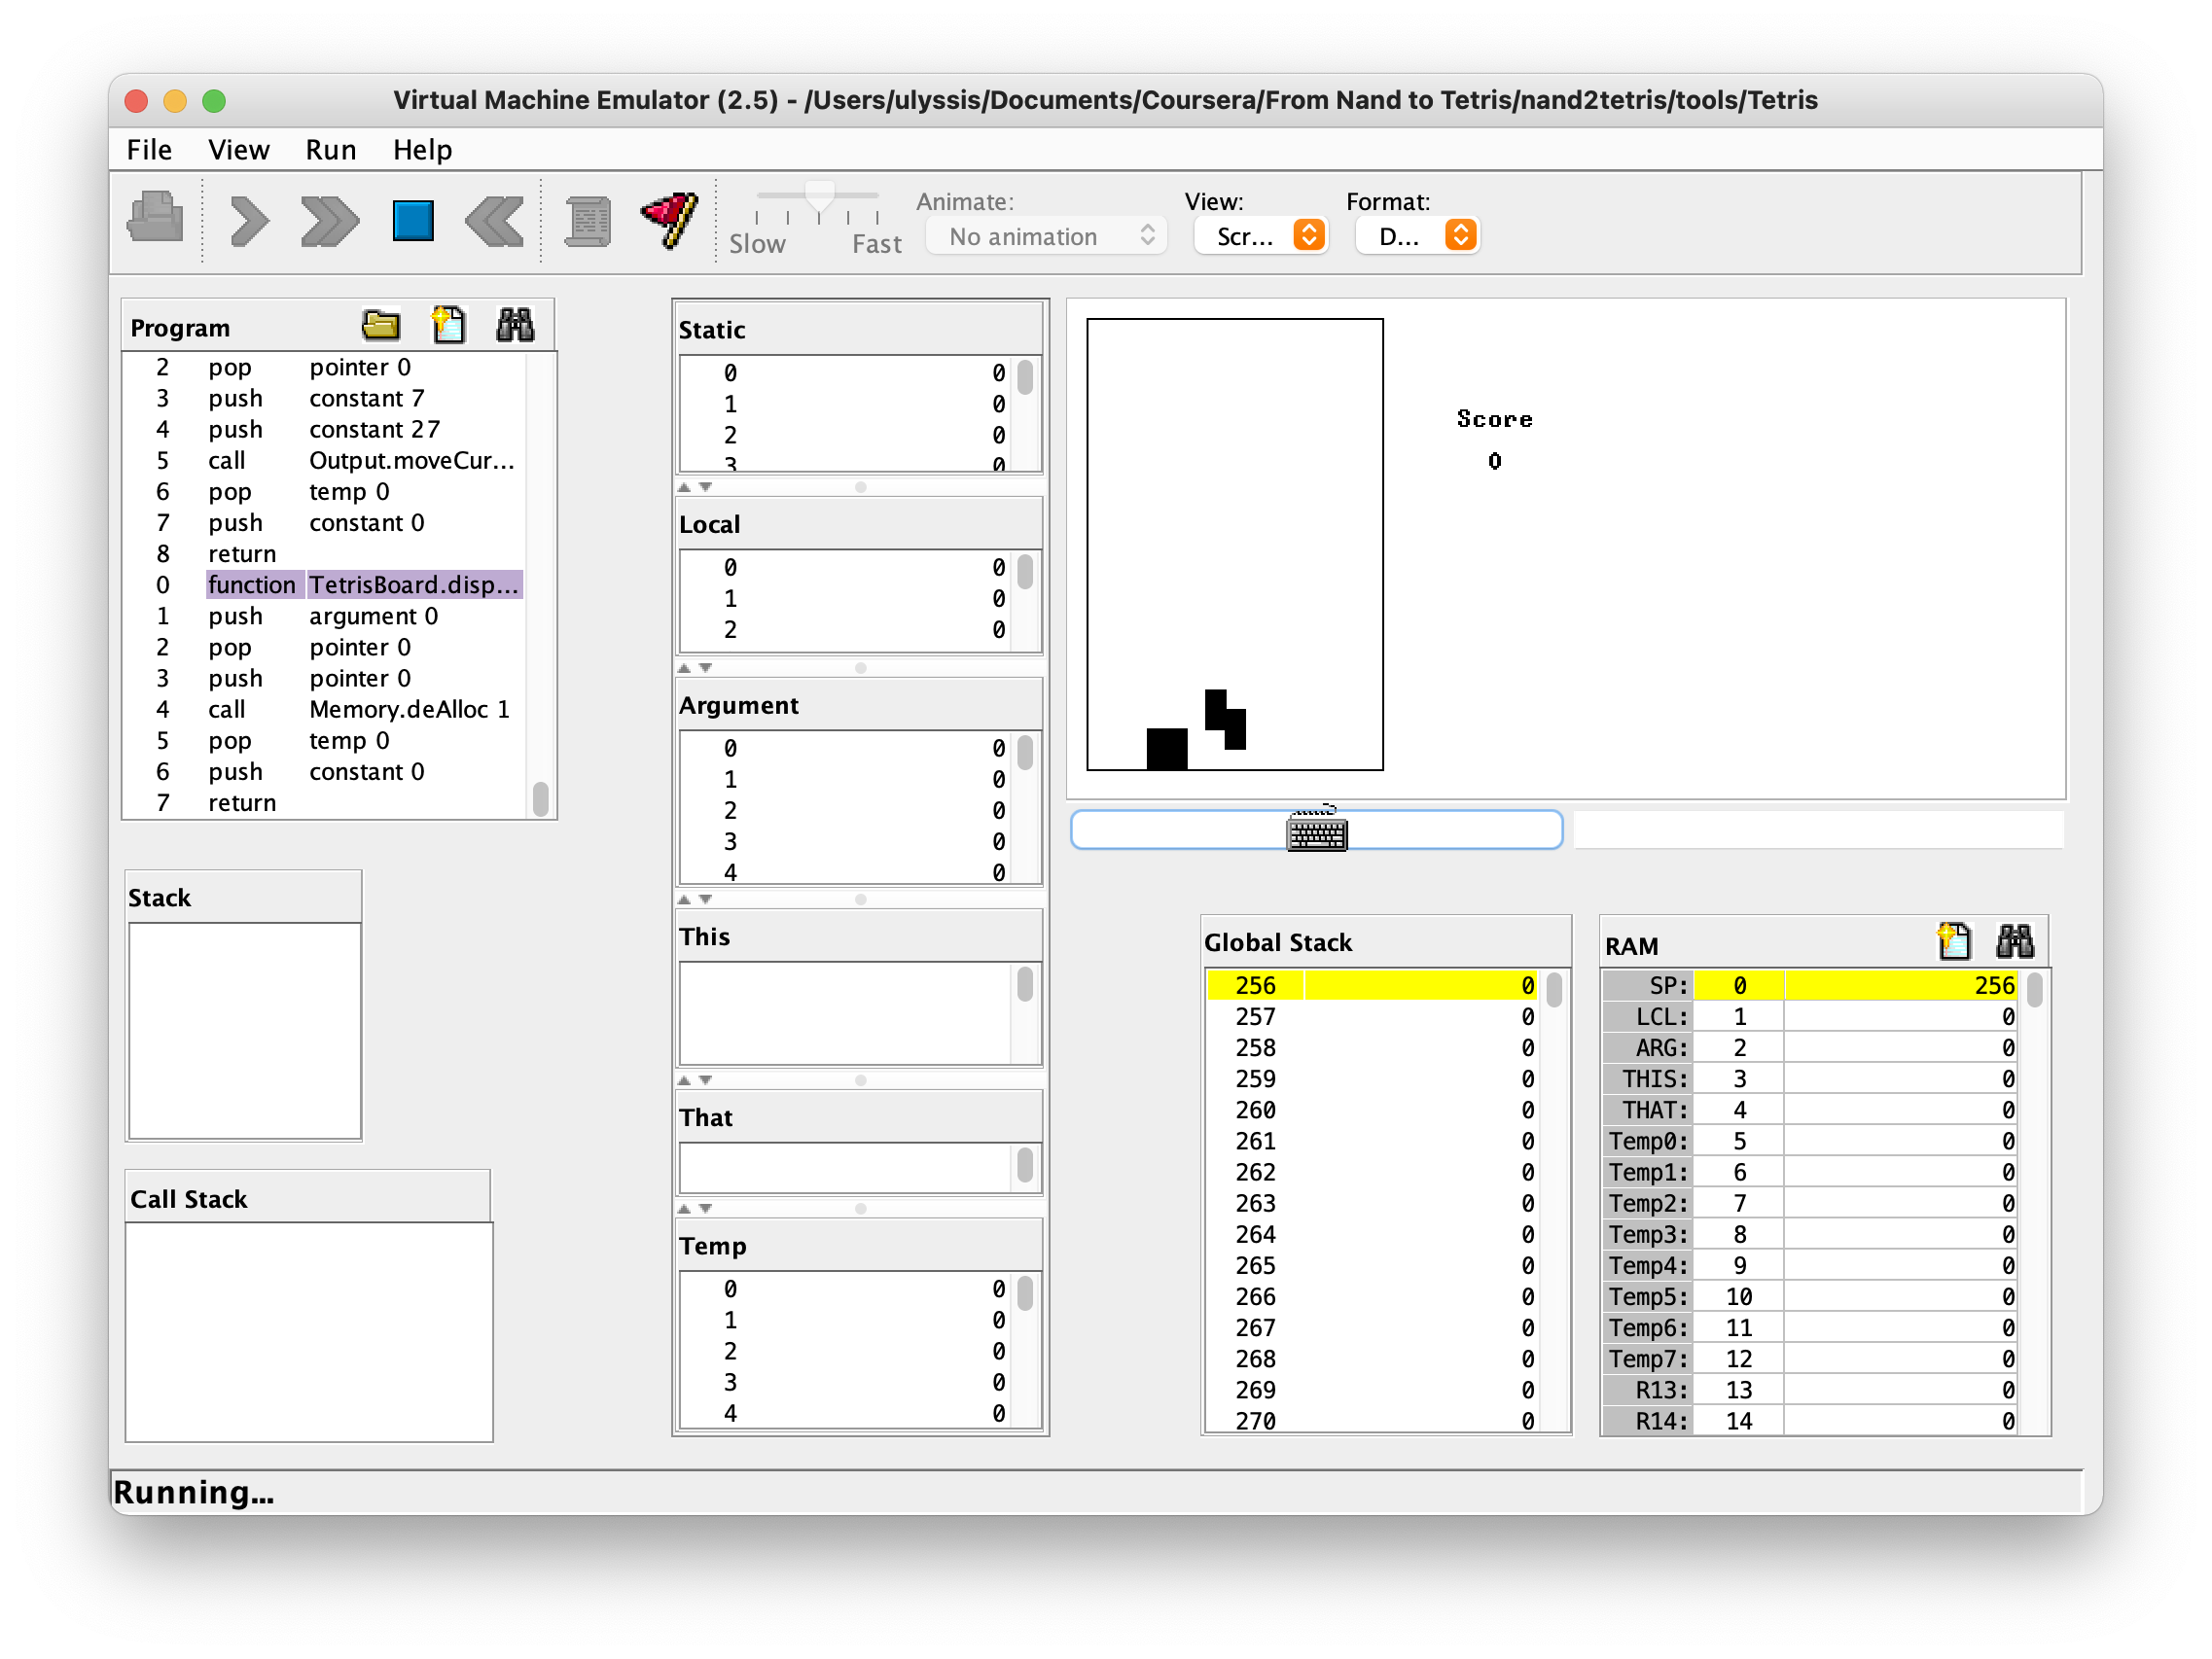 Virtual Machine Emulator (2.5) - /Users/ulyssis/Documents/Coursera/From Nand to Tetris/nand2tetris/tools/Tetris
File View Run Help
Slow Fast
Animate:
No animation
View:
Scr...
Format:
D...
Program
2 pop pointer 0
3 push constant 7
4 push constant 27
5 call Output.moveCur...
6 pop temp 0
7 push constant 0
8 return
0 function TetrisBoard.disp...
1 push argument 0
2 pop pointer 0
3 push pointer 0
4 call Memory.deAlloc 1
5 pop temp 0
6 push constant 0
7 return
Stack
Call Stack
Static
0 0
1 0
2 0
3 0
Local
0 0
1 0
2 0
Argument
0 0
1 0
2 0
3 0
4 0
This
That
Temp
0 0
1 0
2 0
3 0
4 0
Score
0
Global Stack
256 0
257 0
258 0
259 0
260 0
261 0
262 0
263 0
264 0
265 0
266 0
267 0
268 0
269 0
270 0
RAM
SP: 0 256
LCL: 1 0
ARG: 2 0
THIS: 3 0
THAT: 4 0
Temp0: 5 0
Temp1: 6 0
Temp2: 7 0
Temp3: 8 0
Temp4: 9 0
Temp5: 10 0
Temp6: 11 0
Temp7: 12 0
R13: 13 0
R14: 14 0
Running...